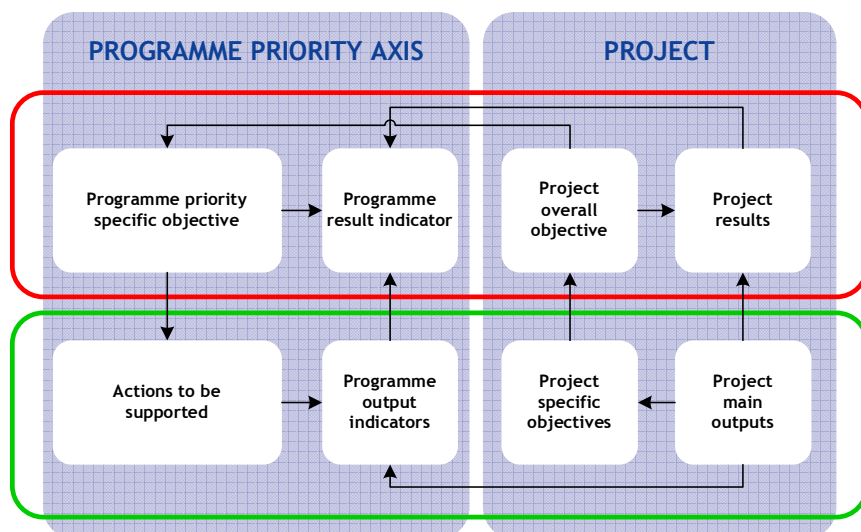 PROGRAMME PRIORITY AXIS
PROJECT
Programme priority
specific objective
Programme
result indicator
Project
overall
objective
Project
results
Actions to be
supported
Programme
output
indicators
Project
specific
objectives
Project
main
outputs